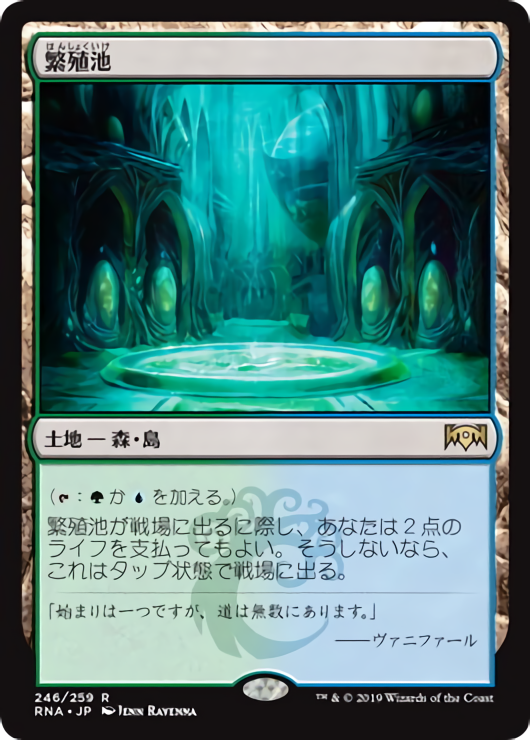 はんしょくいけ
繁殖池
土地 — 森・島
(:か を加える。)
繁殖池が戦場に出るに際し、あなたは2点の
ライフを支払ってもよい。そうしないなら、
これはタップ状態で戦場に出る。
「始まりは一つですが、道は無数にあります。」
――ヴァニファール
246/259 R
RNA • JP Jenn Ravenna
™ & © 2019 Wizards of the Coast